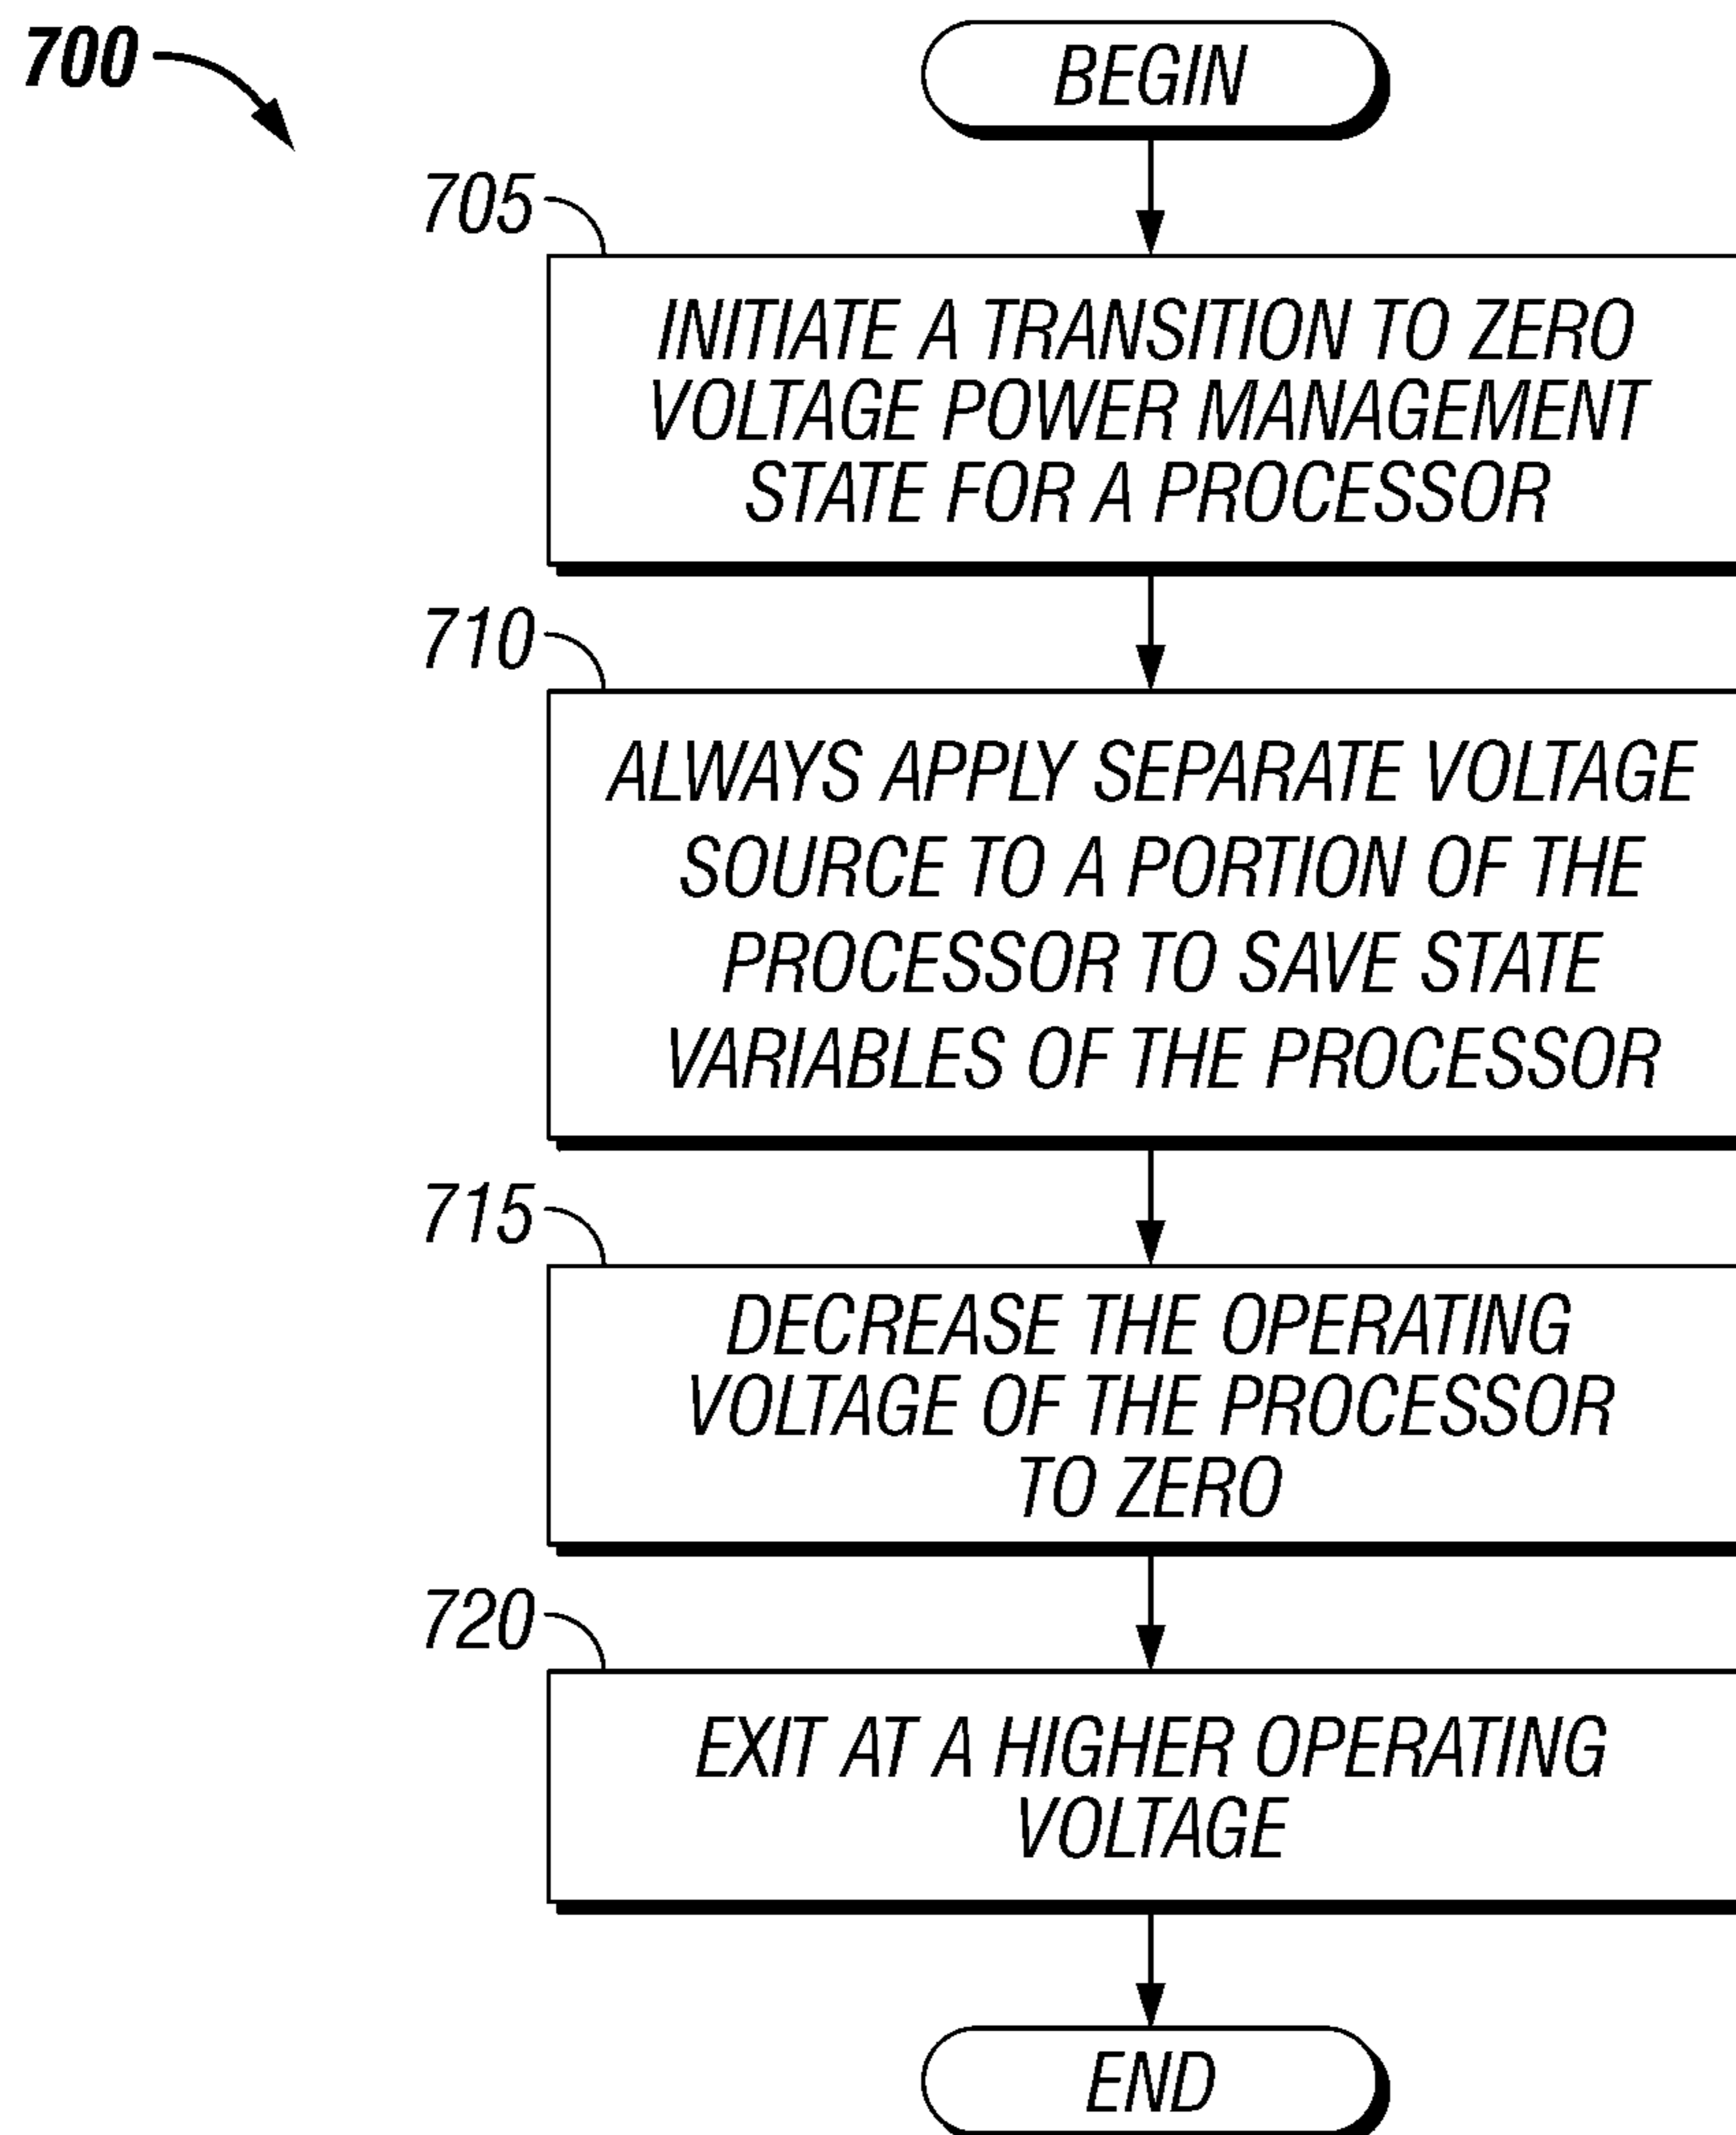 700
BEGIN
705
INITIATE A TRANSITION TO ZERO
VOLTAGE POWER MANAGEMENT
STATE FOR A PROCESSOR
710
ALWAYS APPLY SEPARATE VOLTAGE
SOURCE TO A PORTION OF THE
PROCESSOR TO SAVE STATE
VARIABLES OF THE PROCESSOR
715
DECREASE THE OPERATING
VOLTAGE OF THE PROCESSOR
TO ZERO
720
EXIT AT A HIGHER OPERATING
VOLTAGE
END